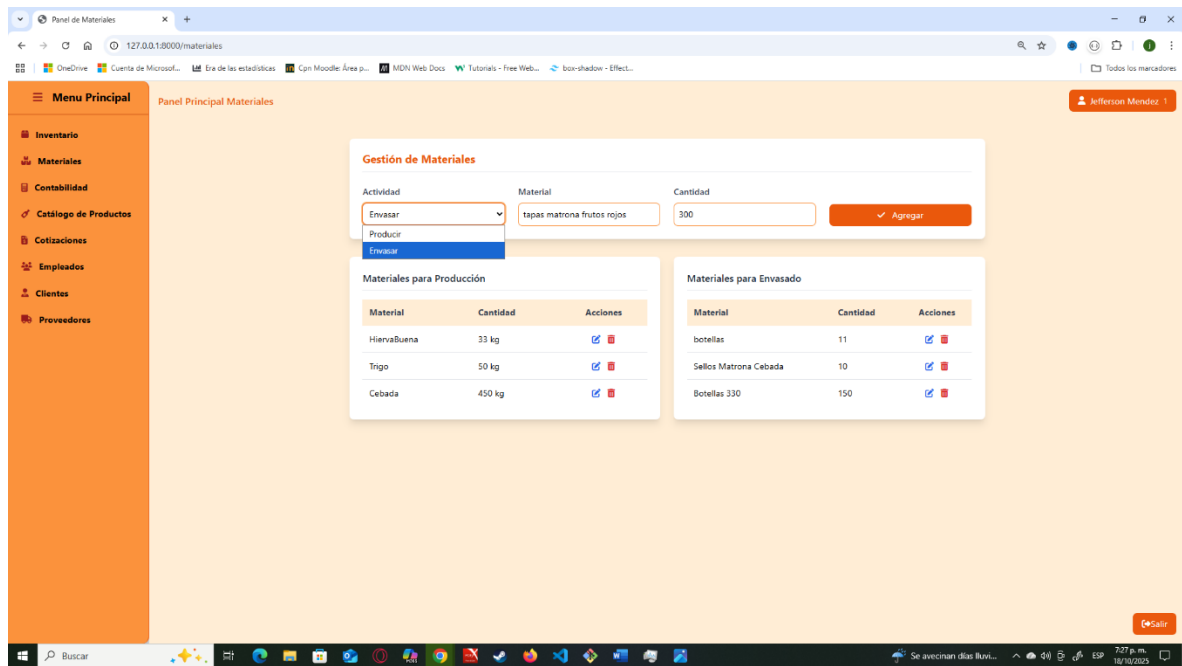 Panel de Materiales
127.0.0.1:8000/materiales
OneDrive Cuenta de Microsof... Era de las estadísticas Cpn Moodle: Área p... MDN Web Docs Tutorials - Free Web... box-shadow - Effect... Todos los marcadores
Menu Principal
Panel Principal Materiales
Jefferson Mendez 1
Inventario
Materiales
Contabilidad
Catálogo de Productos
Cotizaciones
Empleados
Clientes
Proveedores
Gestión de Materiales
Actividad Material Cantidad
Envasar tapas matrona frutos rojos 300 Agregar
Producir
Envasar
Materiales para Producción
Material Cantidad Acciones
HiervaBuena 33 kg
Trigo 50 kg
Cebada 450 kg
Materiales para Envasado
Material Cantidad Acciones
botellas 11
Sellos Matrona Cebada 10
Botellas 330 150
Salir
Buscar
Se avecinan días lluvi... ESP 7:27 p. m.
18/10/2025